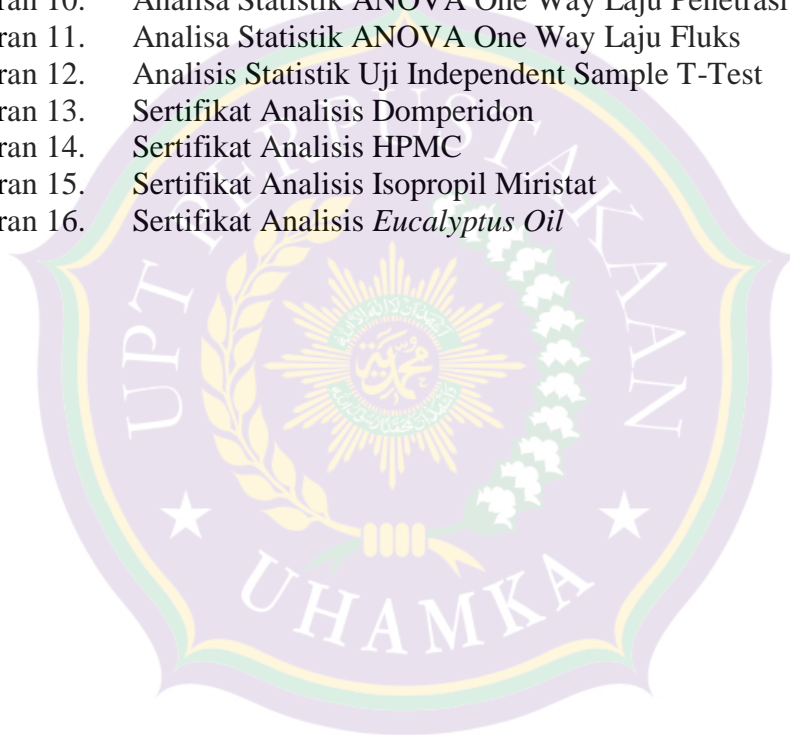 ran 10. Analisa Statistik ANOVA One Way Laju Penetrasi
ran 11. Analisa Statistik ANOVA One Way Laju Fluks
ran 12. Analisis Statistik Uji Independent Sample T-Test
ran 13. Sertifikat Analisis Domperidon
ran 14. Sertifikat Analisis HPMC
ran 15. Sertifikat Analisis Isopropil Miristat
ran 16. Sertifikat Analisis Eucalyptus Oil
UPT PERPUSTAKAAN
UHAMKA